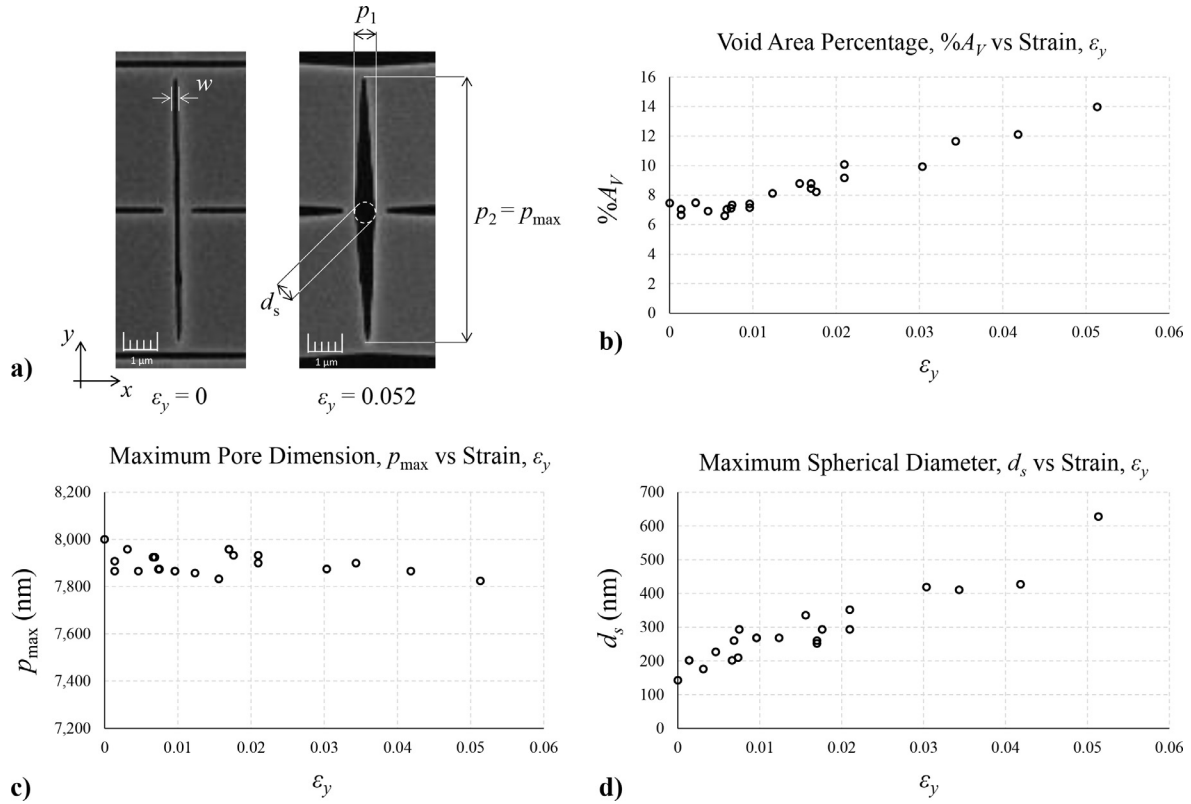 p1
w
p2 = pmax
ds
1 μm
1 μm
y
x
a)
εy = 0
εy = 0.052
Void Area Percentage, %AV vs Strain, εy
16
14
12
10
8
6
4
2
0
%AV
0
0.01
0.02
0.03
0.04
0.05
0.06
εy
b)
Maximum Pore Dimension, pmax vs Strain, εy
8,200
8,000
7,800
7,600
7,400
7,200
pmax (nm)
0
0.01
0.02
0.03
0.04
0.05
0.06
εy
c)
Maximum Spherical Diameter, ds vs Strain, εy
700
600
500
400
300
200
100
0
ds (nm)
0
0.01
0.02
0.03
0.04
0.05
0.06
εy
d)